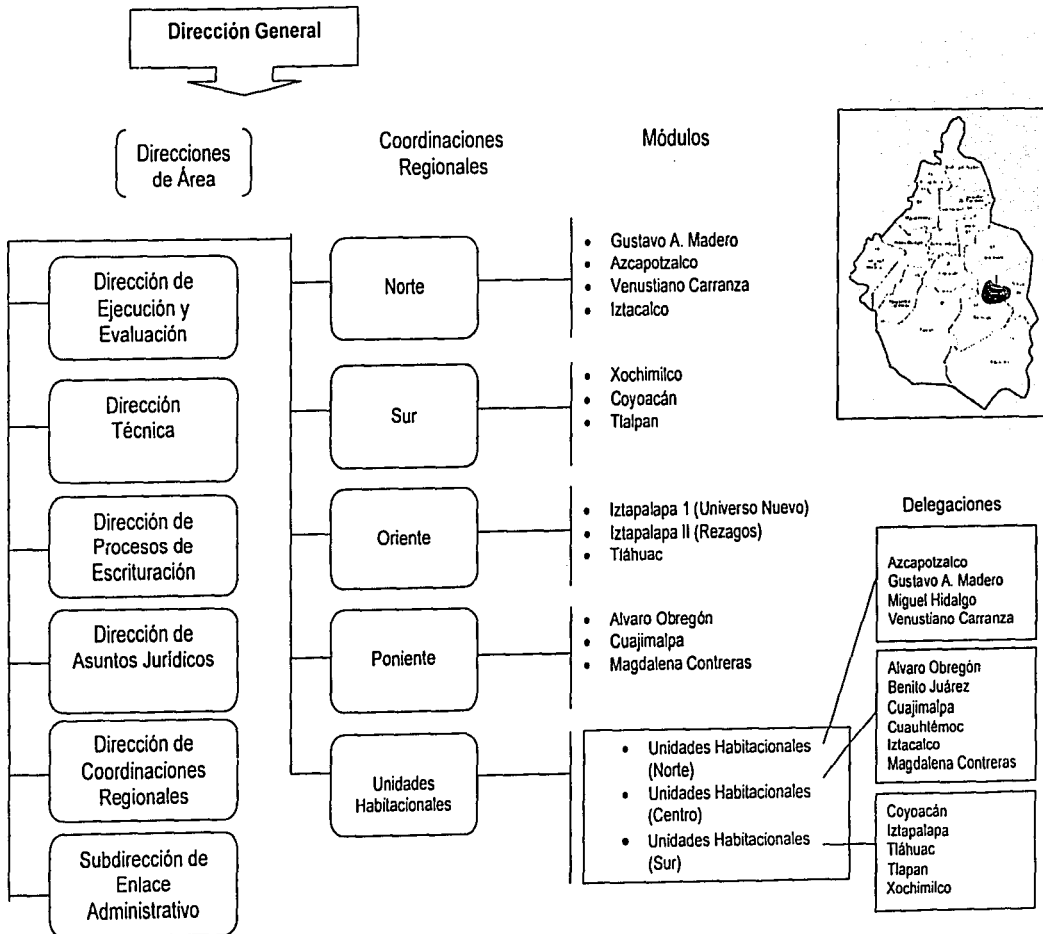 Dirección General
Direcciones
de Área
Coordinaciones
Regionales
Módulos
Dirección de
Ejecución y
Evaluación
Dirección
Técnica
Dirección de
Procesos de
Escrituración
Dirección de
Asuntos Jurídicos
Dirección de
Coordinaciones
Regionales
Subdirección de
Enlace
Administrativo
Norte
• Gustavo A. Madero
• Azcapotzalco
• Venustiano Carranza
• Iztacalco
Sur
• Xochimilco
• Coyoacán
• Tlalpan
Oriente
• Iztapalapa 1 (Universo Nuevo)
• Iztapalapa II (Rezagos)
• Tláhuac
Poniente
• Alvaro Obregón
• Cuajimalpa
• Magdalena Contreras
Unidades
Habitacionales
• Unidades Habitacionales
(Norte)
• Unidades Habitacionales
(Centro)
• Unidades Habitacionales
(Sur)
Delegaciones
Azcapotzalco
Gustavo A. Madero
Miguel Hidalgo
Venustiano Carranza
Alvaro Obregón
Benito Juárez
Cuajimalpa
Cuauhtémoc
Iztacalco
Magdalena Contreras
Coyoacán
Iztapalapa
Tláhuac
Tlapan
Xochimilco